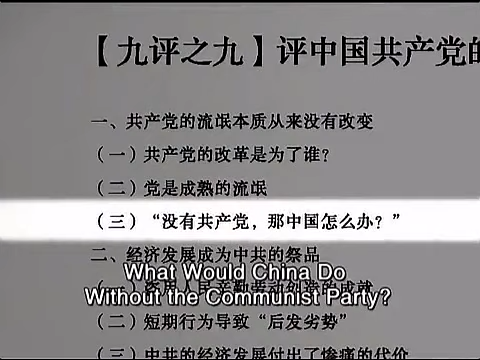 【九评之九】评中国共产党的
一、共产党的流氓本质从来没有改变
（一）共产党的改革是为了谁？
（二）党是成熟的流氓
（三）“没有共产党，那中国怎么办？”
二、经济发展成为中共的祭品
What Would China Do
Without the Communist Party?
（二）短期行为导致“后发劣势”
（三）中共的经济发展付出了惨痛的代价